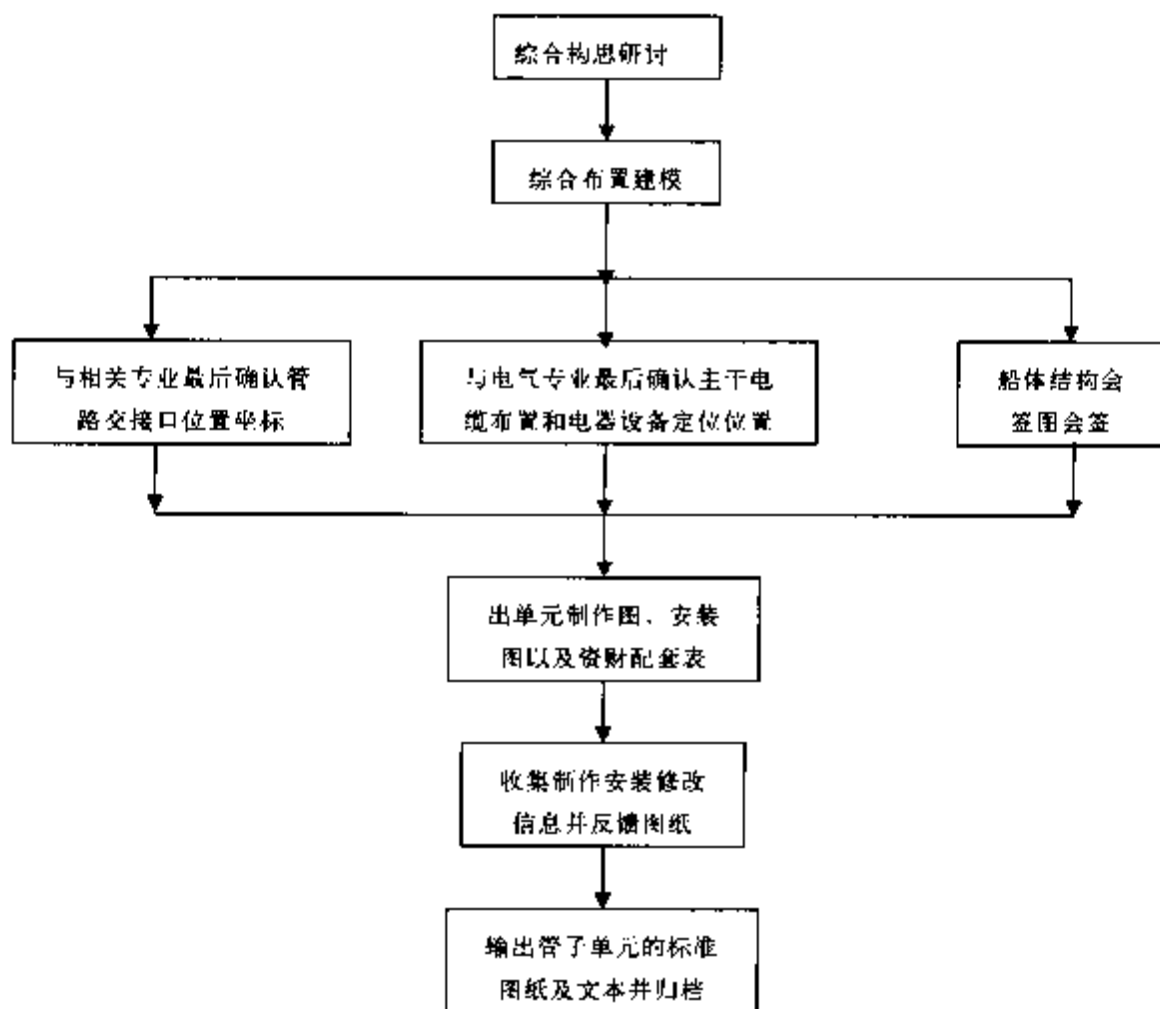 综合构思研讨
综合布置建模
与相关专业最后确认管
路交接口位置坐标
与电气专业最后确认主干电
缆布置和电器设备定位位置
船体结构会
签图会签
出单元制作图、安装
图以及资财配套表
收集制作安装修改
信息并反馈图纸
输出管子单元的标准
图纸及文本并归档